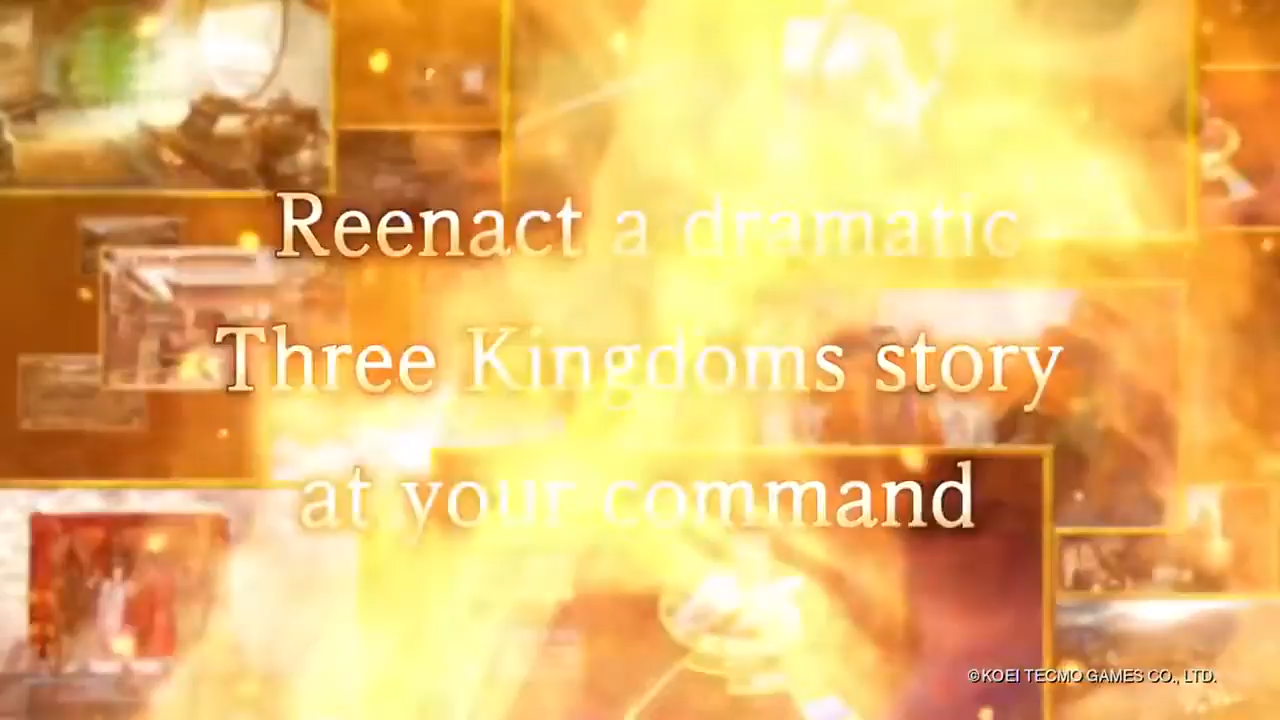 Reenact a dramatic
Three Kingdoms story
at your command
©KOEI TECMO GAMES CO., LTD.